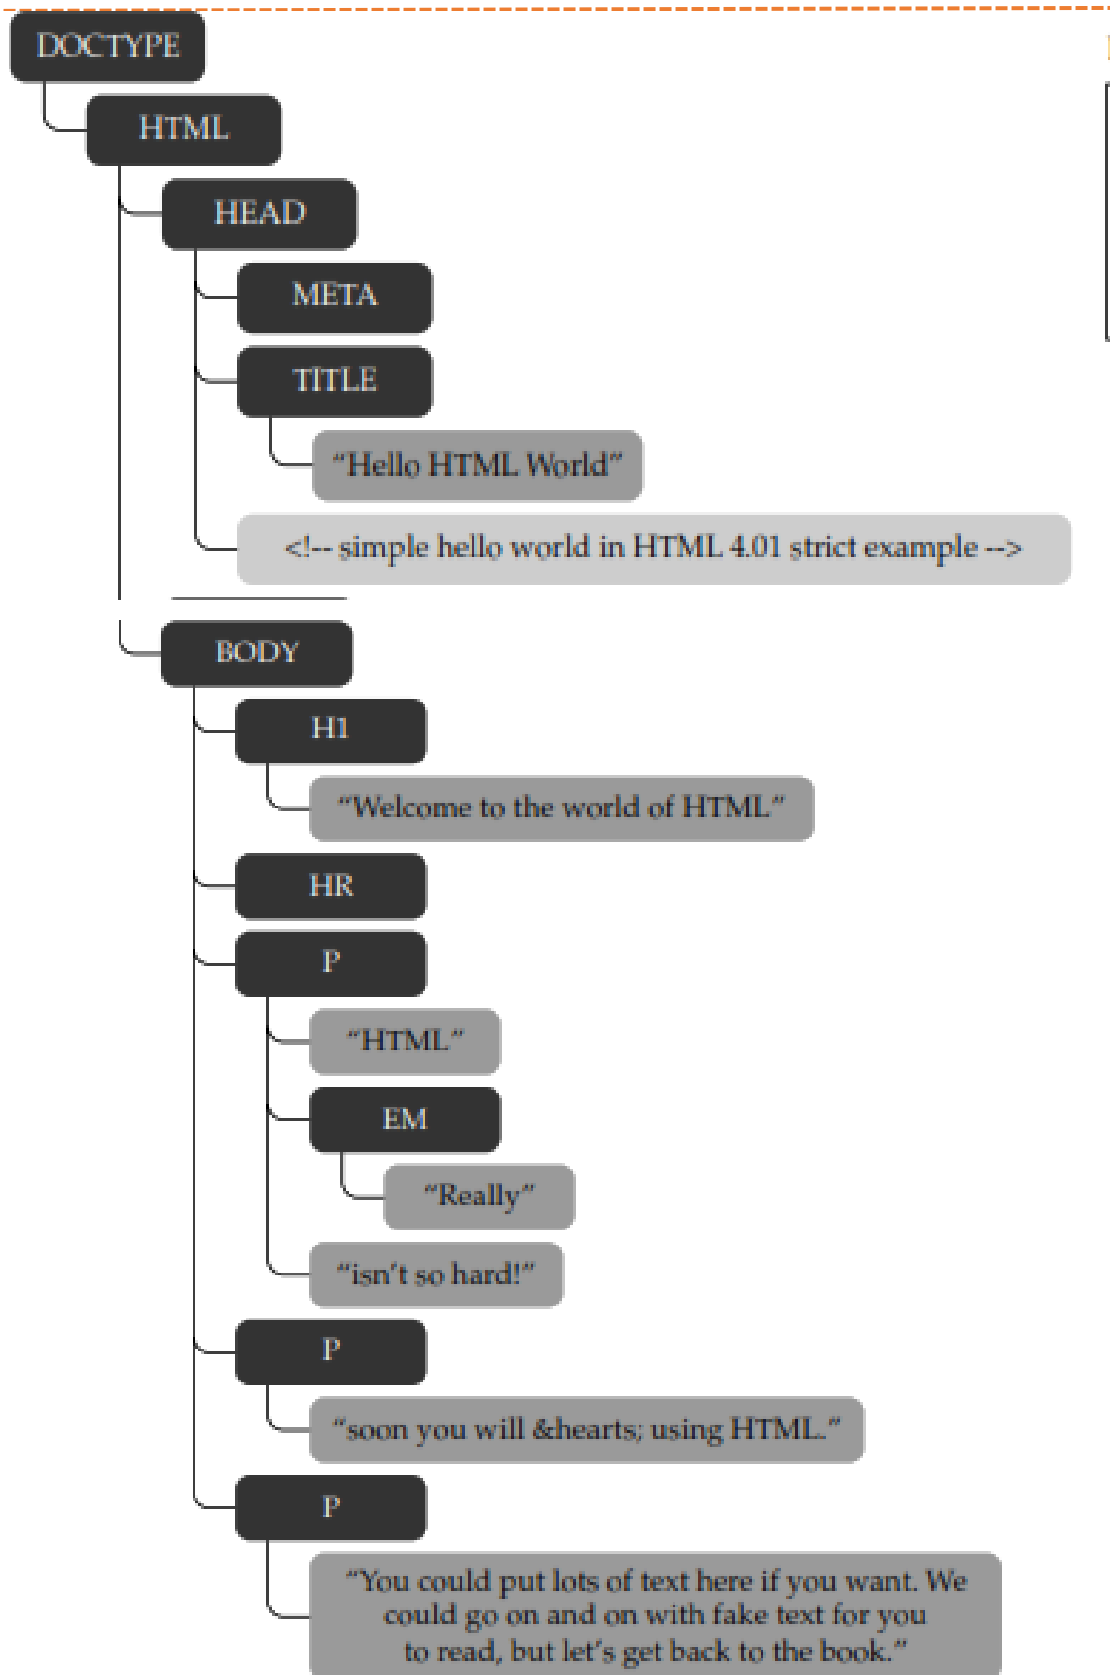 DOCTYPE
HTML
HEAD
META
TITLE
“Hello HTML World”
<!-- simple hello world in HTML 4.01 strict example -->
BODY
H1
“Welcome to the world of HTML”
HR
P
“HTML”
EM
“Really”
“isn’t so hard!”
P
“soon you will &hearts; using HTML.”
P
“You could put lots of text here if you want. We
could go on and on with fake text for you
to read, but let’s get back to the book.”